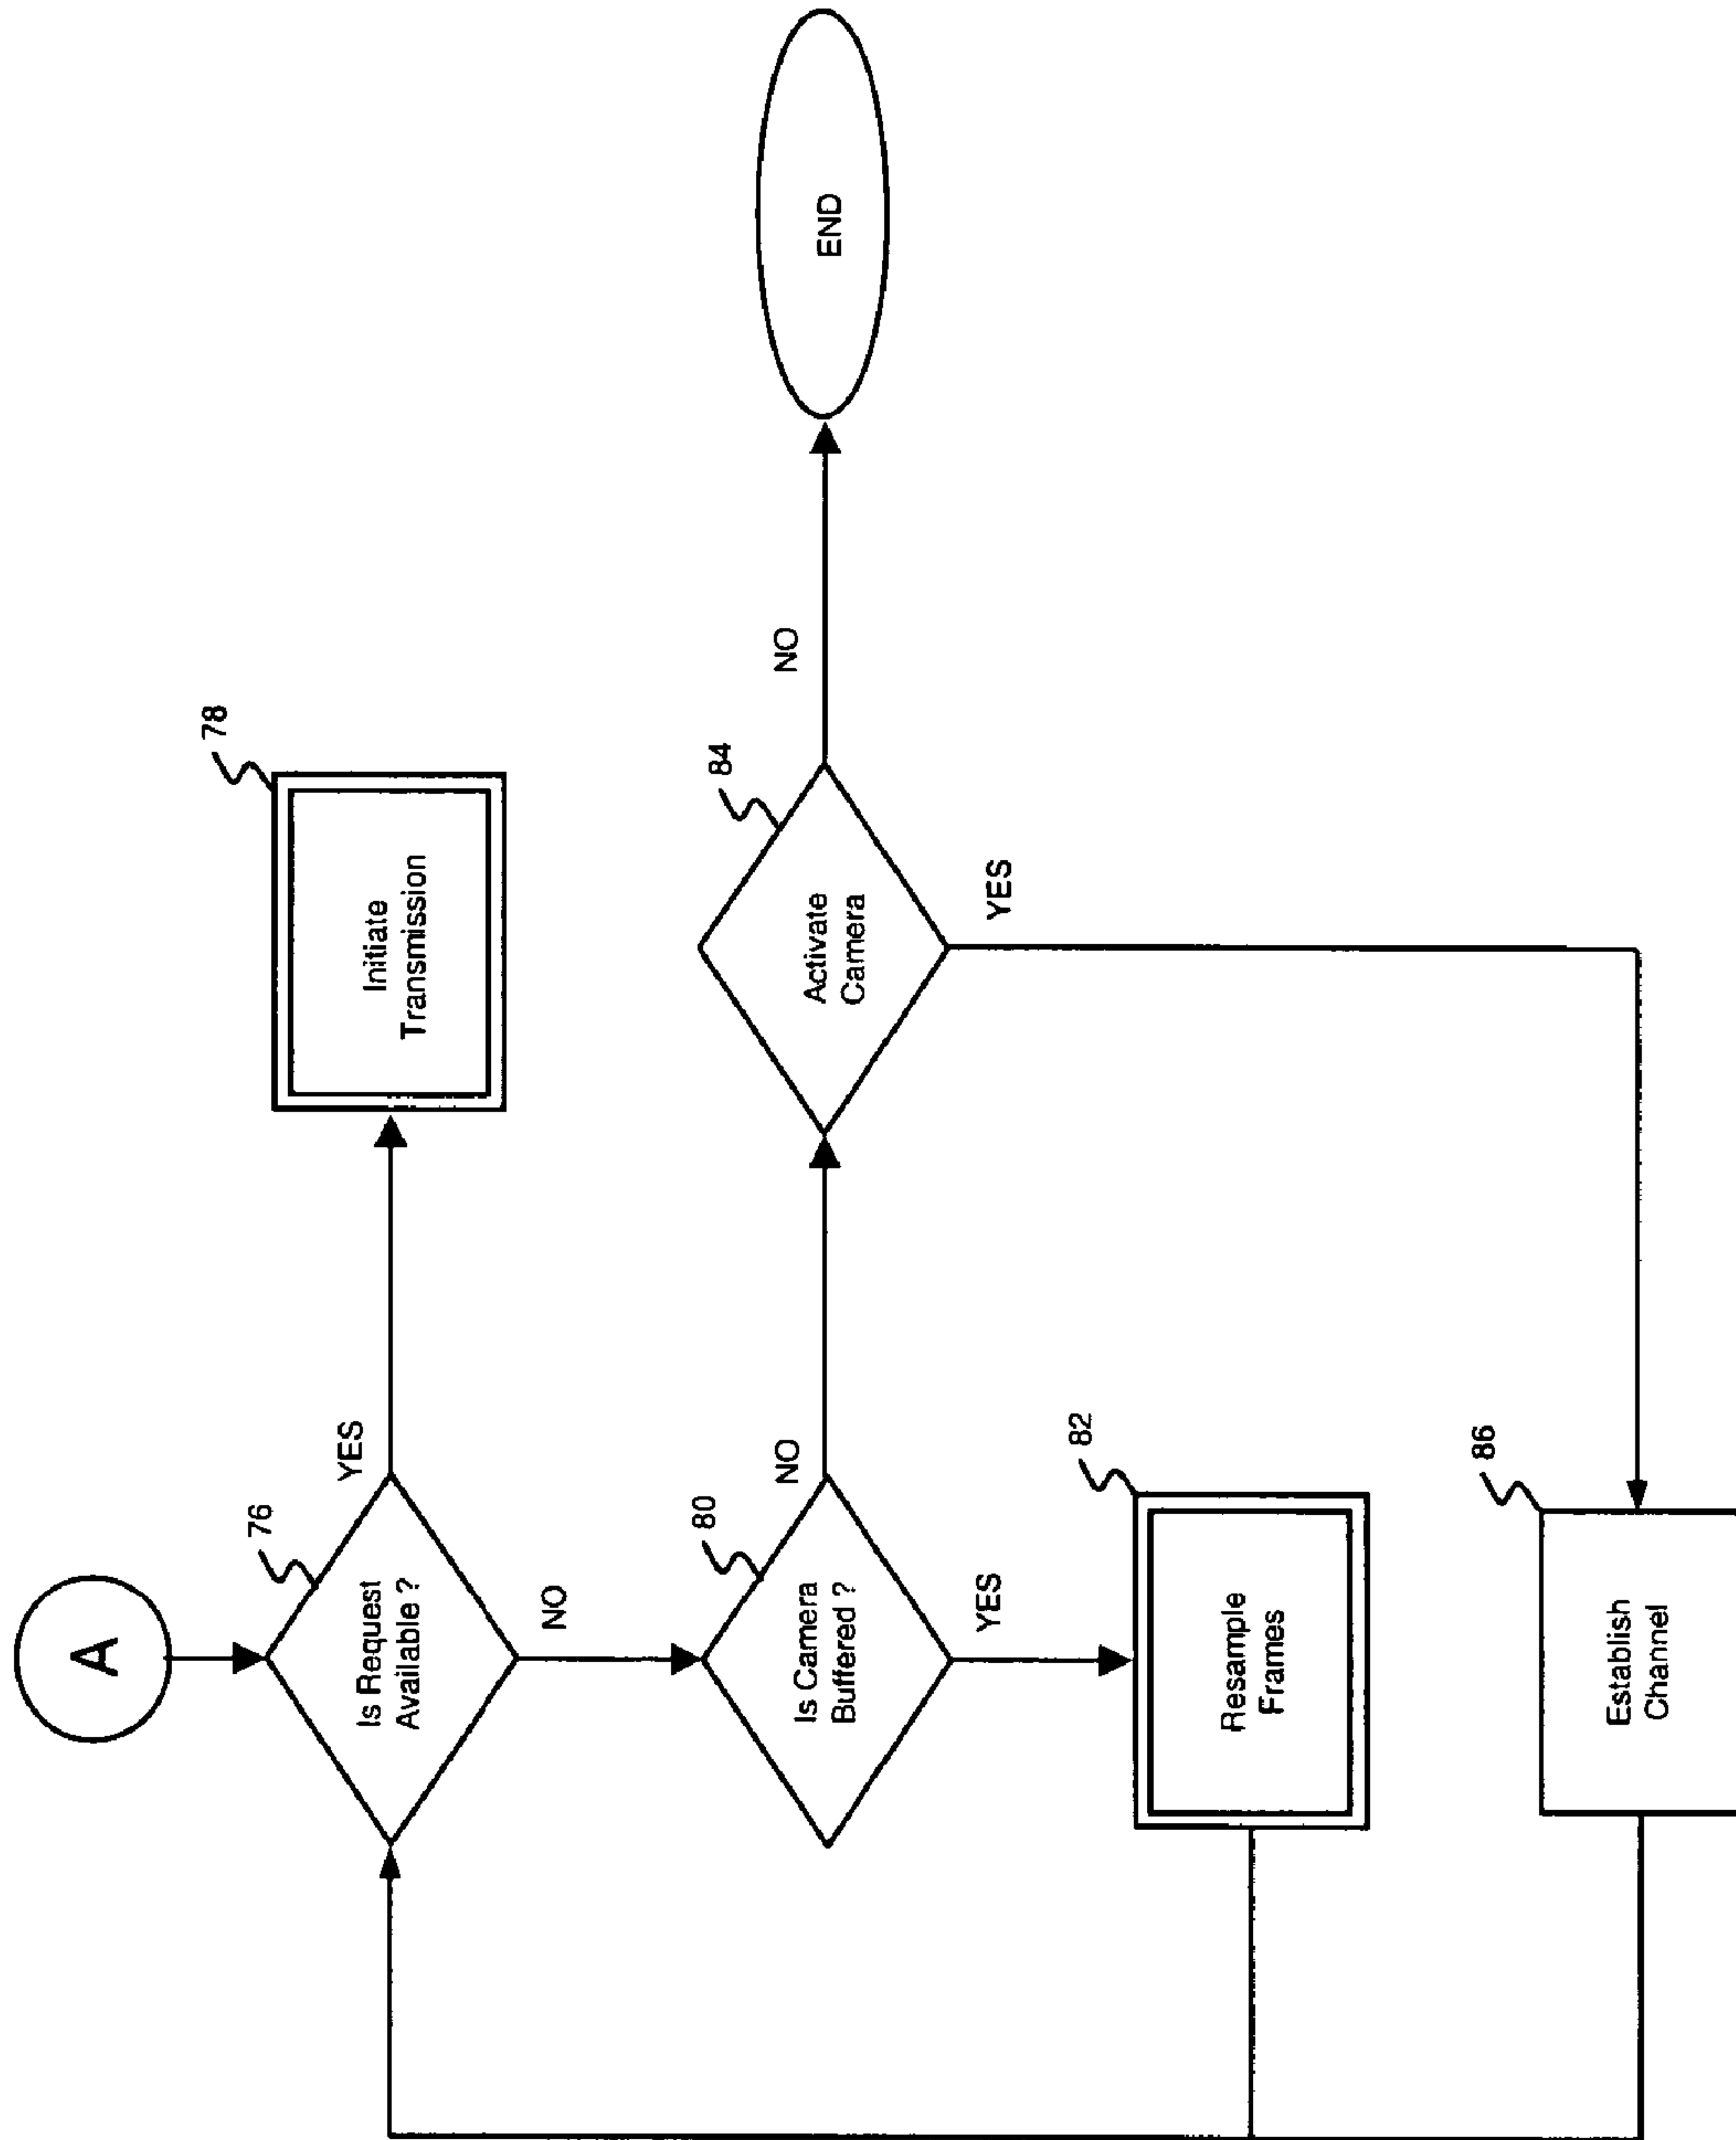 A
76
Is Request
Available ?
YES
NO
78
Initiate
Transmission
80
Is Camera
Buffered ?
NO
YES
84
Activate
Camera
NO
YES
END
82
Resample
Frames
86
Establish
Channel